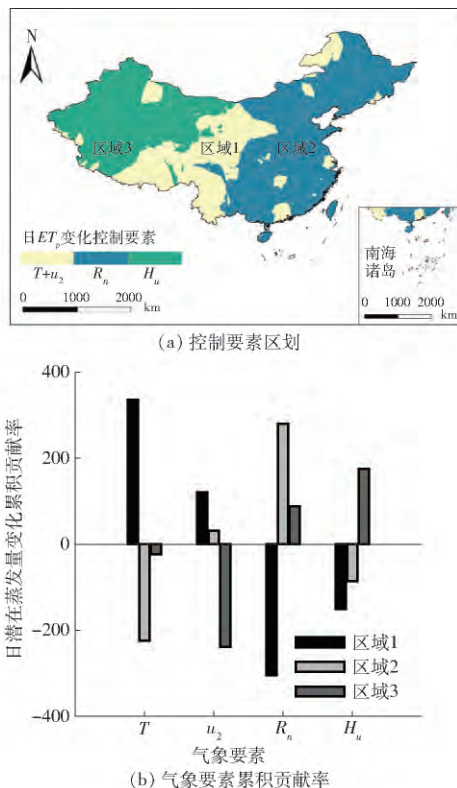 N
区域3
区域1
区域2
日ETp变化控制要素
T+u2 Rn Hu
0 1000 2000
km
南海
诸岛
0 1000 2000
km
(a) 控制要素区划
400
200
0
-200
-400
日潜在蒸发量变化累积贡献率
区域1
区域2
区域3
T u2 Rn Hu
气象要素
(b) 气象要素累积贡献率